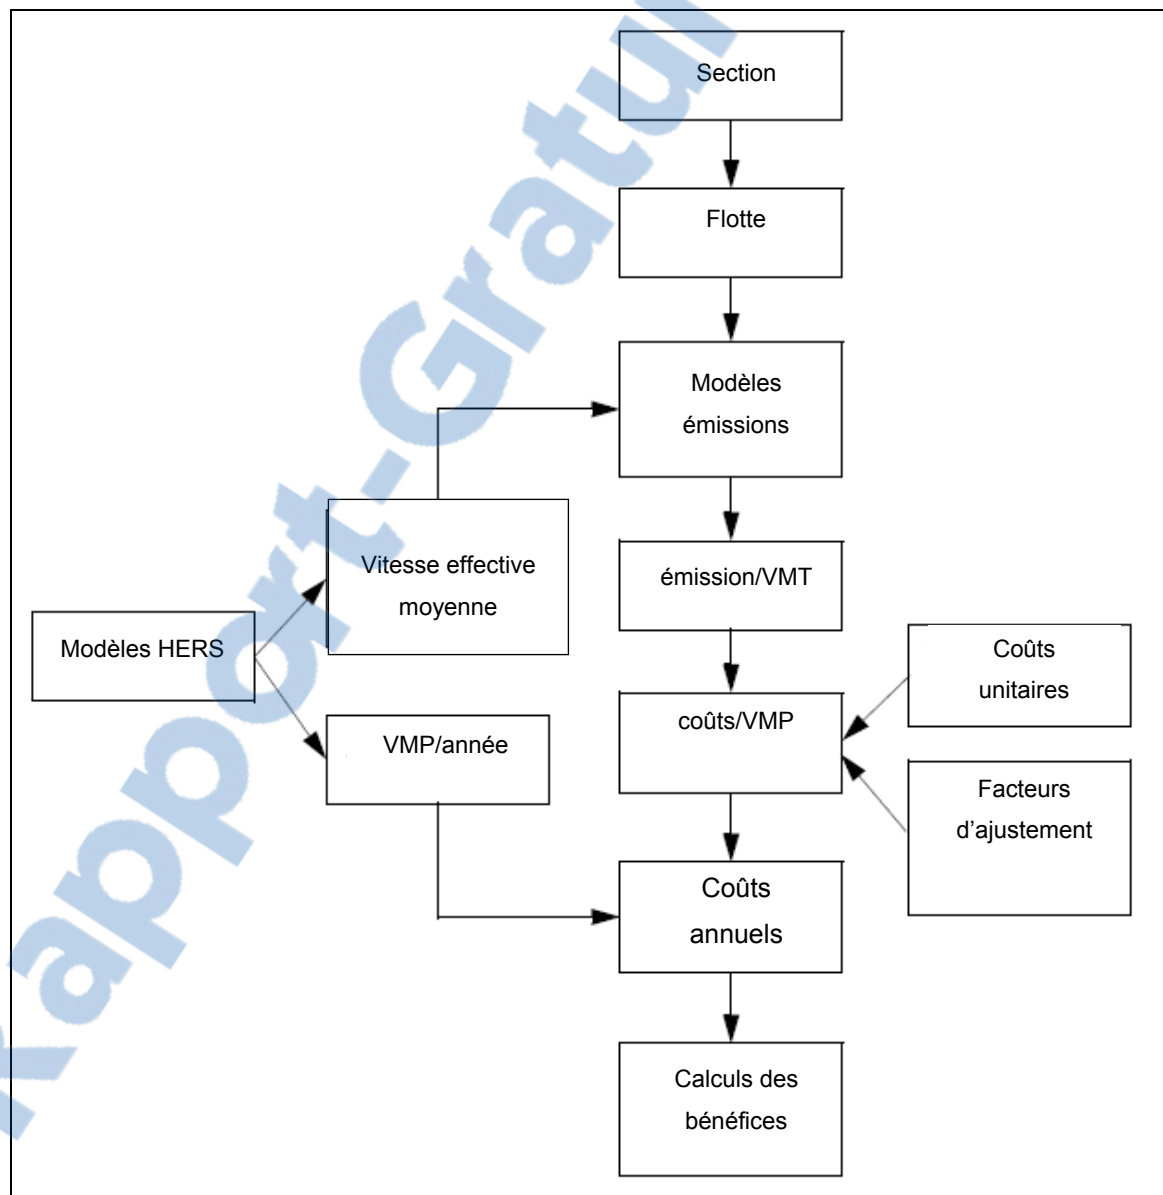 Section
Flotte
Modèles
émissions
Vitesse effective
moyenne
émission/VMT
Modèles HERS
Coûts
unitaires
coûts/VMP
VMP/année
Facteurs
d'ajustement
Coûts
annuels
Calculs des
bénéfices
Rapport-Gratuit